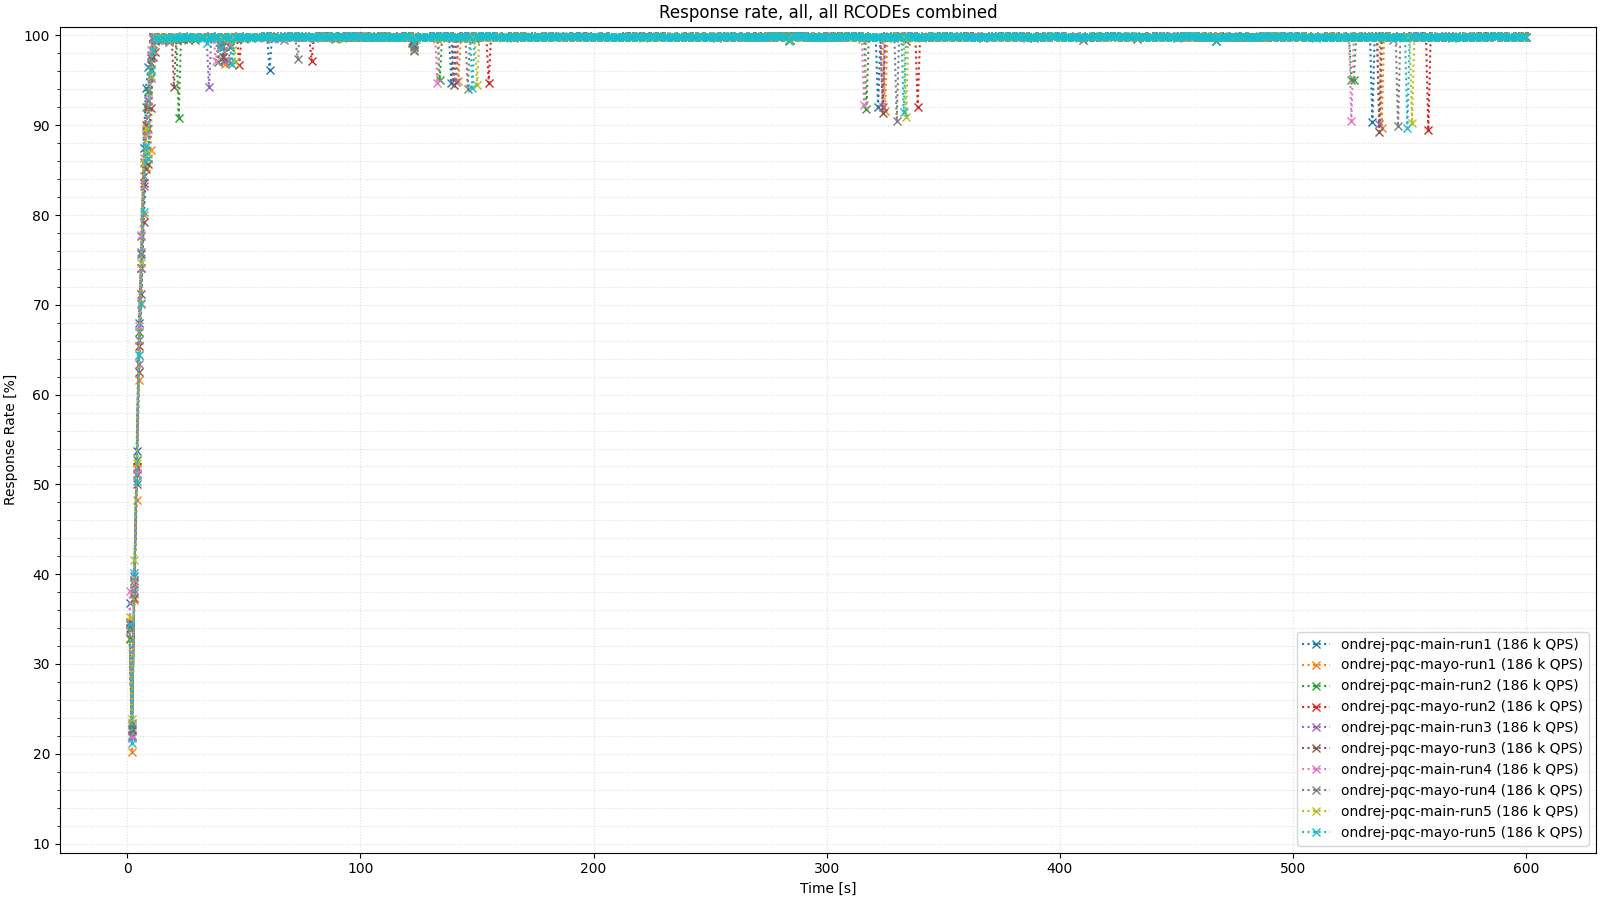 Response rate, all, all RCODEs combined
Response Rate [%]
100
90
80
70
60
50
40
30
20
10
0
100
200
300
400
500
600
Time [s]
ondrej-pqc-main-run1 (186 k QPS)
ondrej-pqc-mayo-run1 (186 k QPS)
ondrej-pqc-main-run2 (186 k QPS)
ondrej-pqc-mayo-run2 (186 k QPS)
ondrej-pqc-main-run3 (186 k QPS)
ondrej-pqc-mayo-run3 (186 k QPS)
ondrej-pqc-main-run4 (186 k QPS)
ondrej-pqc-mayo-run4 (186 k QPS)
ondrej-pqc-main-run5 (186 k QPS)
ondrej-pqc-mayo-run5 (186 k QPS)